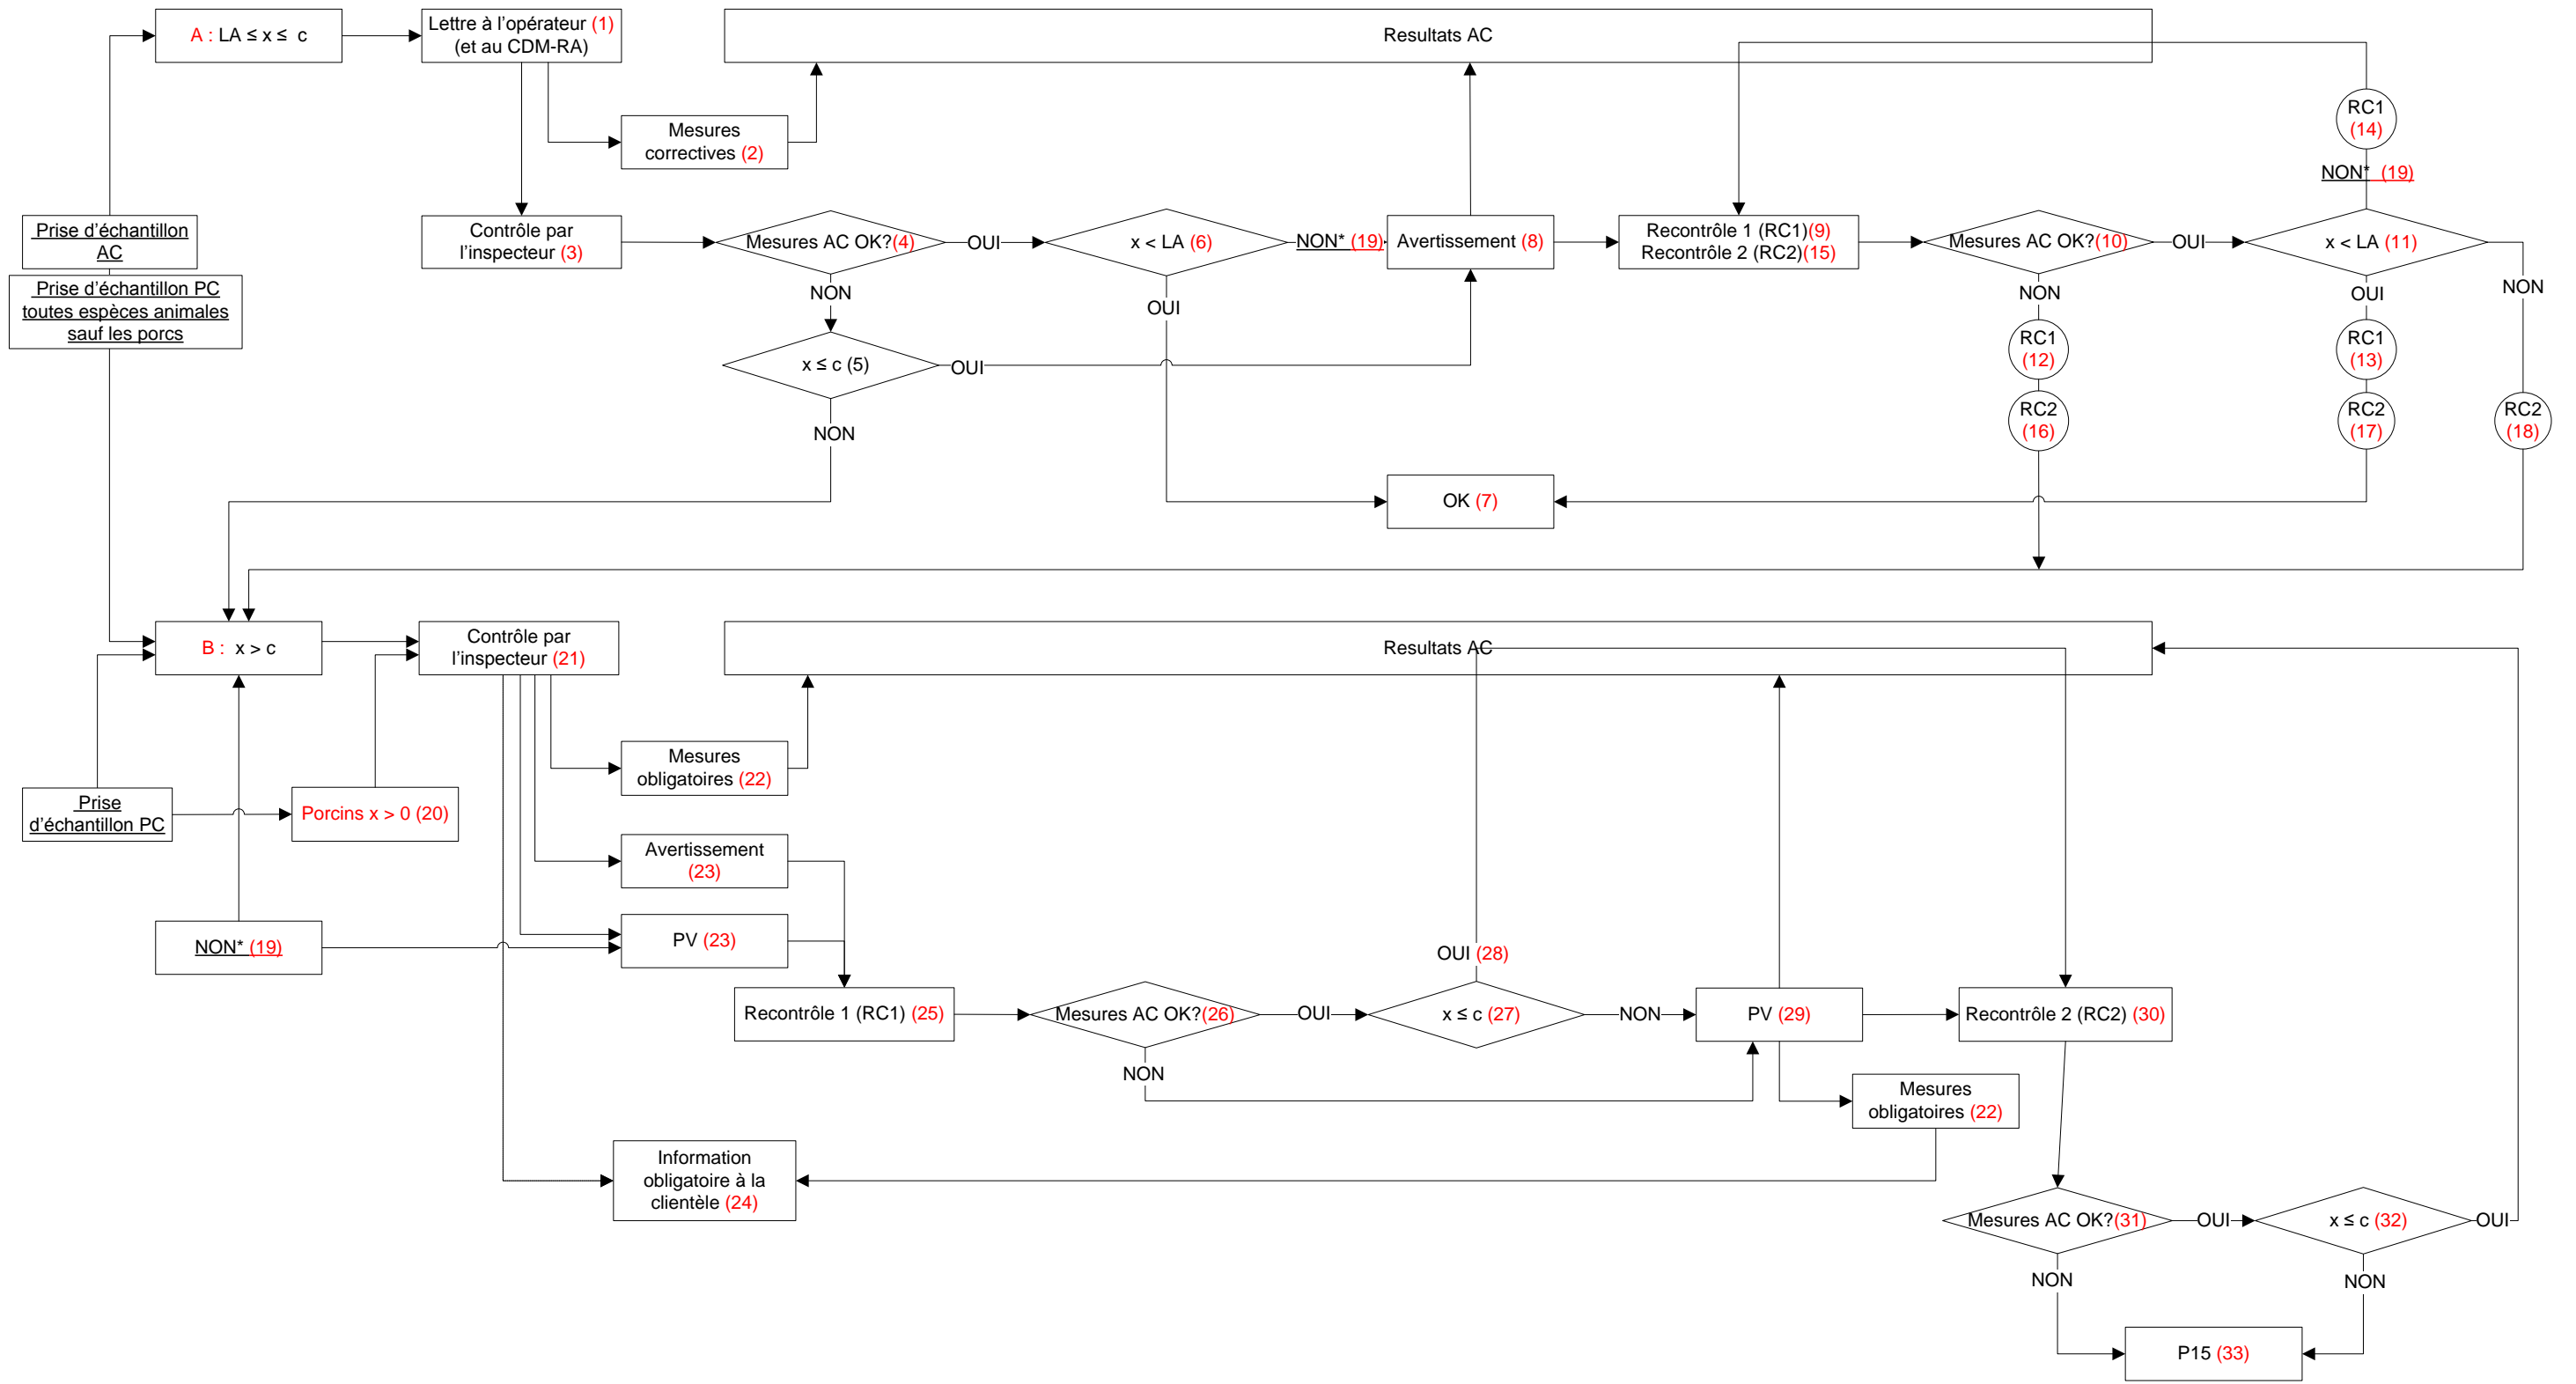 A : LA ≤ x ≤ c
Lettre à l'opérateur (1)
(et au CDM-RA)
Resultats AC
RC1
(14)
Mesures
correctives (2)
NON* (19)
Prise d'échantillon
AC
Prise d'échantillon PC
toutes espèces animales
sauf les porcs
Contrôle par
l'inspecteur (3)
Mesures AC OK?(4)
OUI
x < LA (6)
NON* (19)
Avertissement (8)
Recontrôle 1 (RC1)(9)
Recontrôle 2 (RC2)(15)
Mesures AC OK?(10)
OUI
x < LA (11)
NON
OUI
NON
OUI
NON
x ≤ c (5)
OUI
RC1
(12)
RC1
(13)
NON
RC2
(16)
RC2
(17)
RC2
(18)
OK (7)
B : x > c
Contrôle par
l'inspecteur (21)
Resultats AC
Mesures
obligatoires (22)
Prise
d'échantillon PC
Porcins x > 0 (20)
Avertissement
(23)
NON* (19)
PV (23)
OUI (28)
Recontrôle 1 (RC1) (25)
Mesures AC OK?(26)
OUI
x ≤ c (27)
NON
PV (29)
Recontrôle 2 (RC2) (30)
NON
Mesures
obligatoires (22)
Information
obligatoire à la
clientèle (24)
Mesures AC OK?(31)
OUI
x ≤ c (32)
OUI
NON
NON
P15 (33)